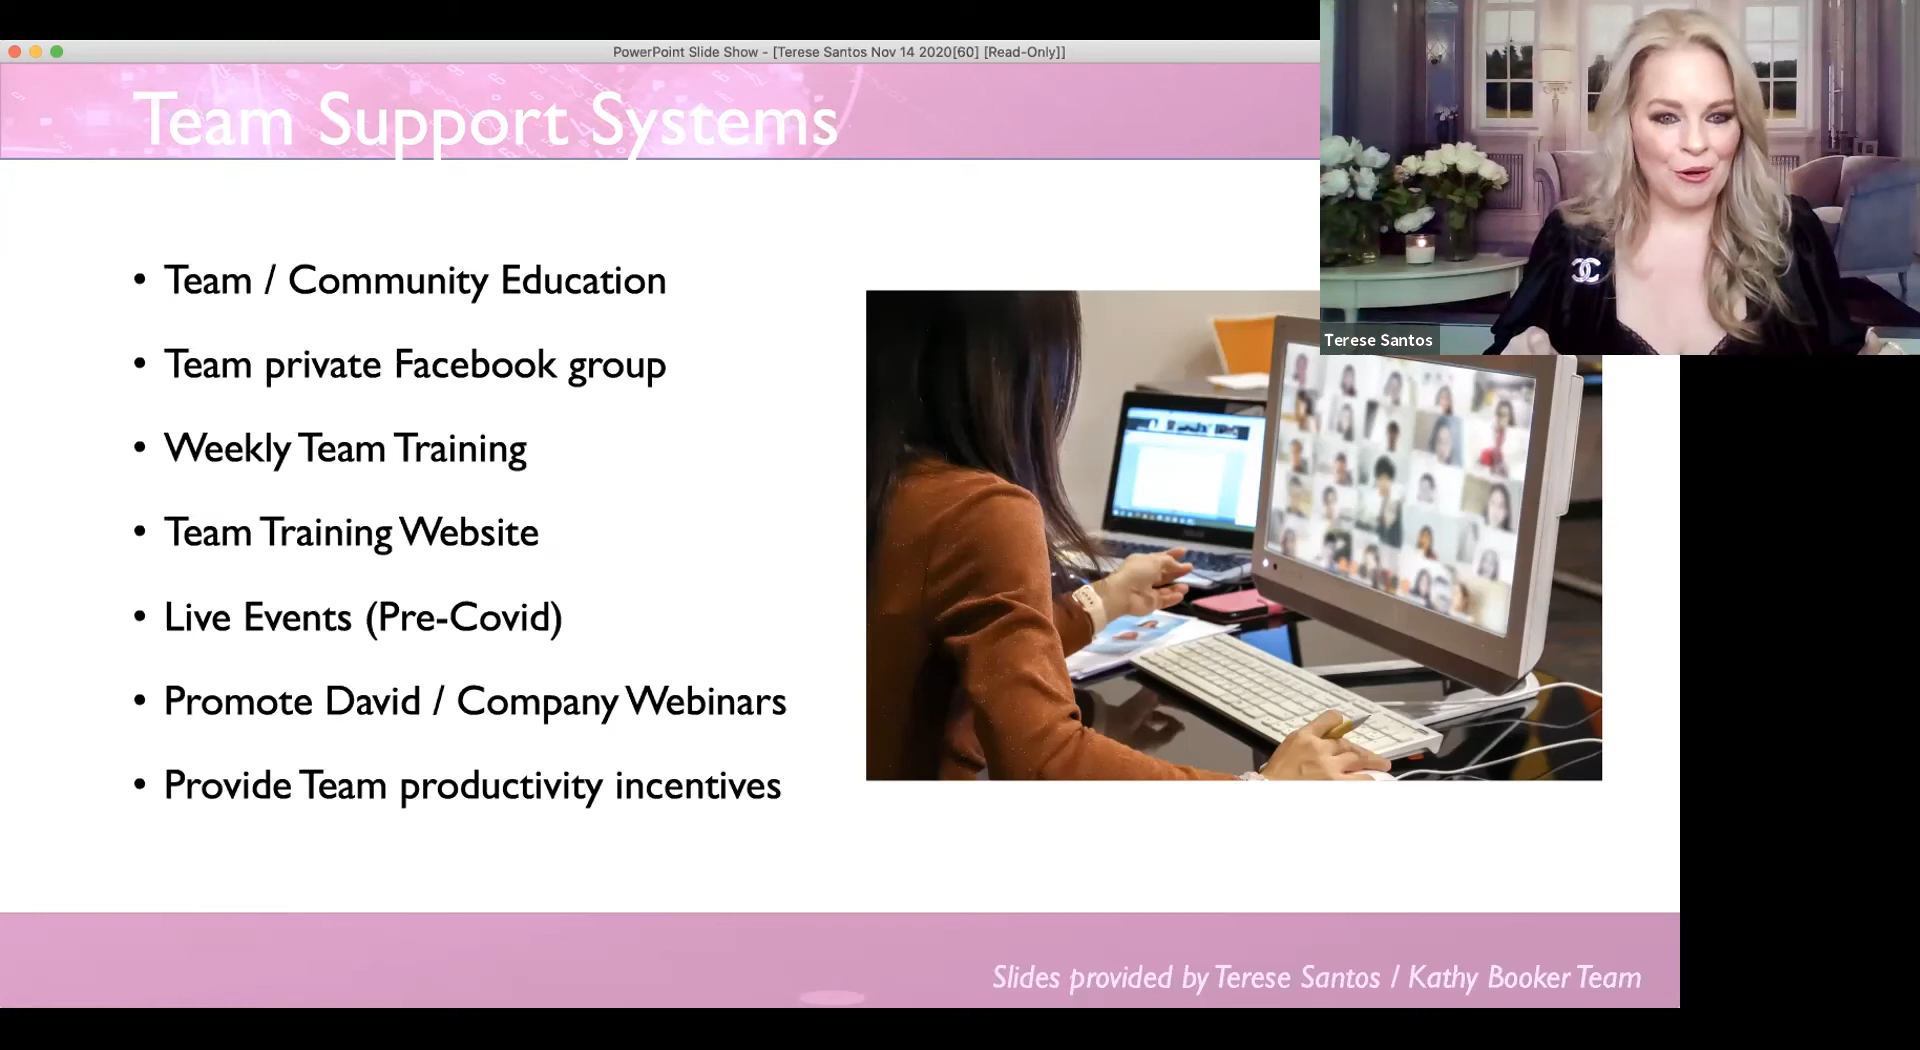 PowerPoint Slide Show - [Terese Santos Nov 14 2020[60] [Read-Only]]
Team Support Systems
Terese Santos
• Team / Community Education
• Team private Facebook group
• Weekly Team Training
• Team Training Website
• Live Events (Pre-Covid)
• Promote David / Company Webinars
• Provide Team productivity incentives
Slides provided by Terese Santos / Kathy Booker Team